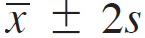 x̅ ± 2s